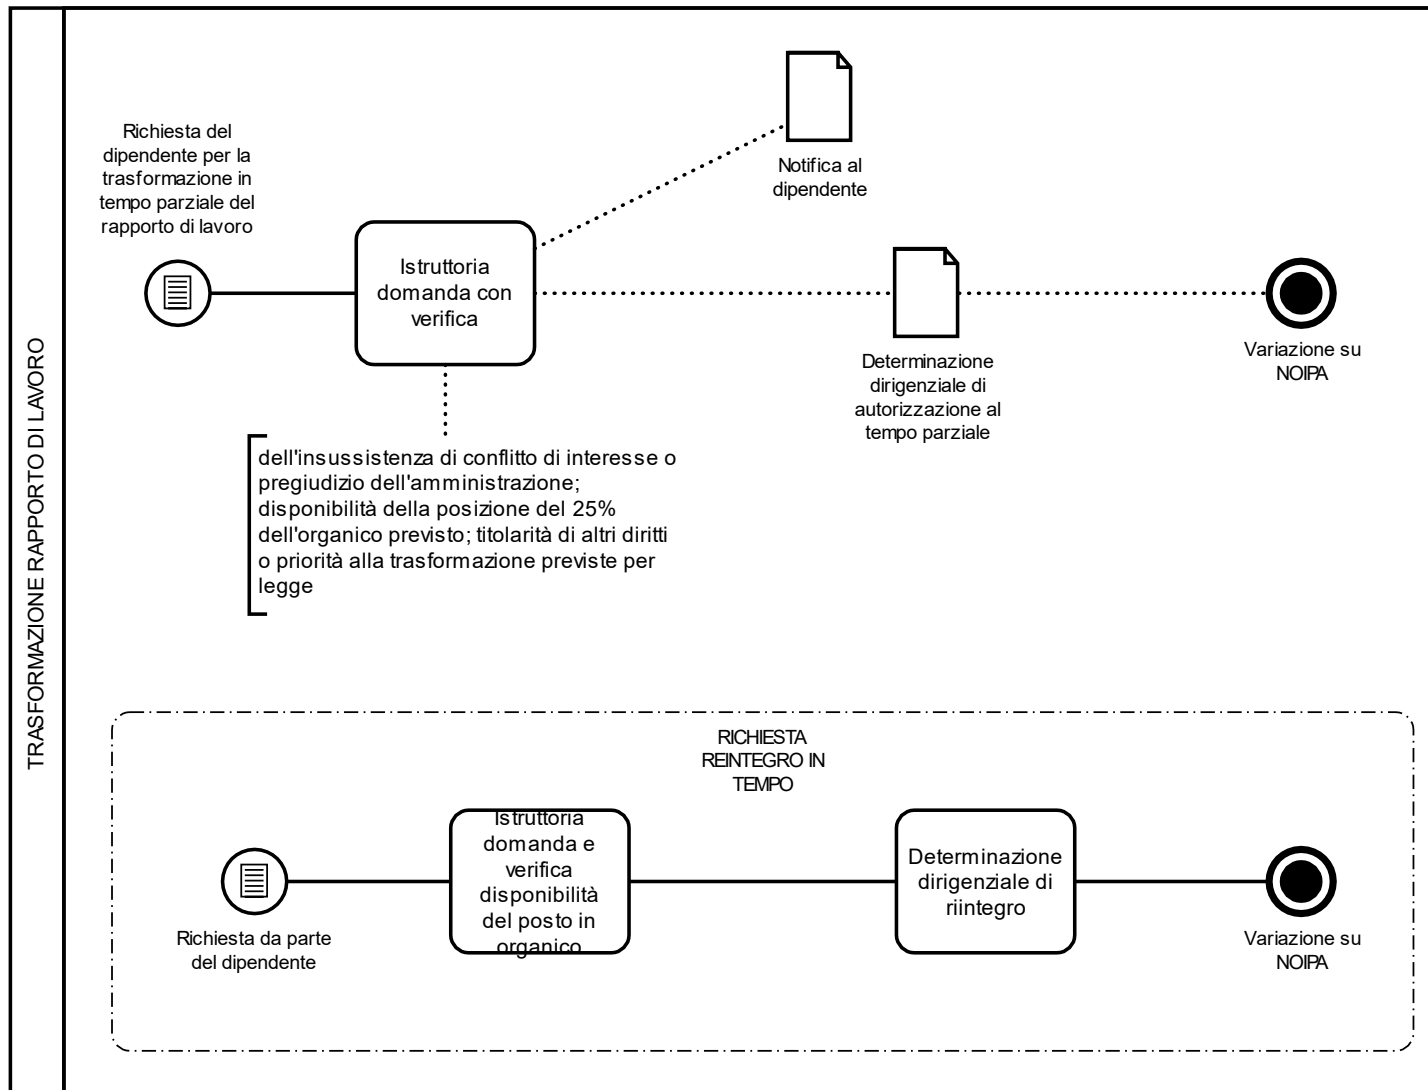 TRASFORMAZIONE RAPPORTO DI LAVORO
Richiesta del
dipendente per la
trasformazione in
tempo parziale del
rapporto di lavoro
Istruttoria
domanda con
verifica
Notifica al
dipendente
Determinazione
dirigenziale di
autorizzazione al
tempo parziale
Variazione su
NOIPA
dell'insussistenza di conflitto di interesse o
pregiudizio dell'amministrazione;
disponibilità della posizione del 25%
dell'organico previsto; titolarità di altri diritti
o priorità alla trasformazione previste per
legge
RICHIESTA
REINTEGRO IN
TEMPO
Richiesta da parte
del dipendente
Istruttoria
domanda e
verifica
disponibilità
del posto in
organico.
Determinazione
dirigenziale di
riintegro
Variazione su
NOIPA